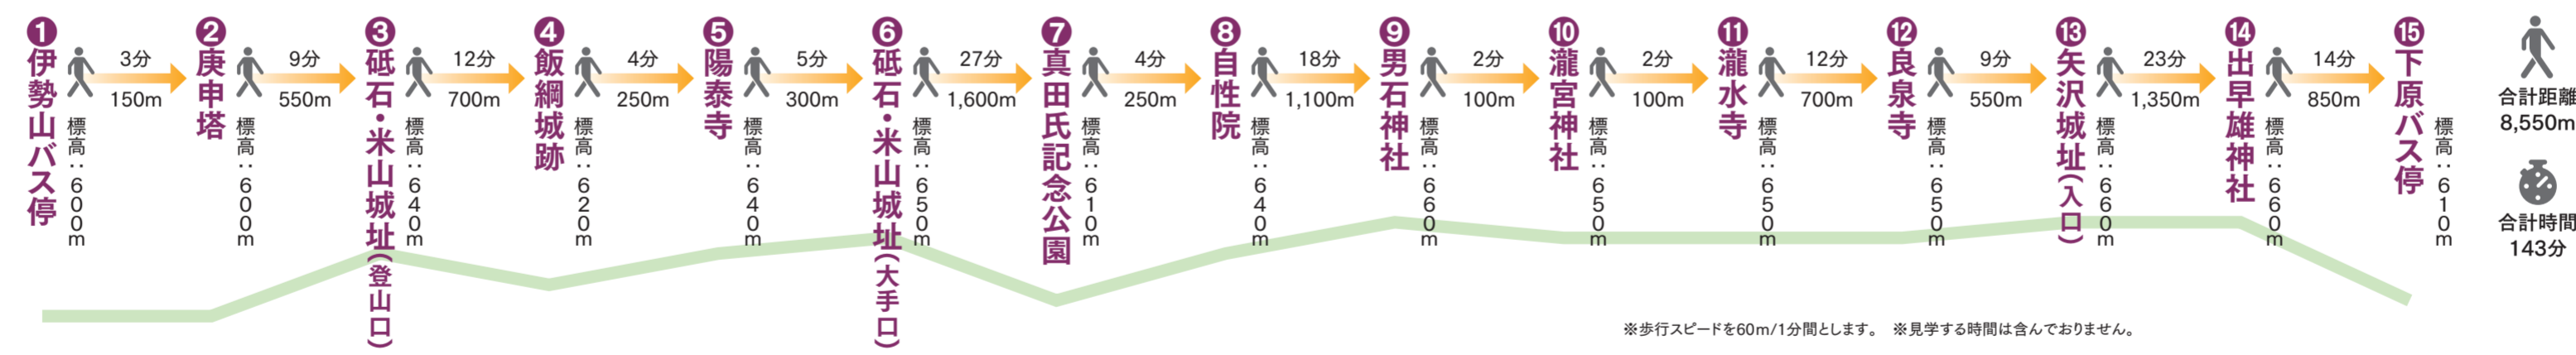 ❶伊勢山バス停
標高：600m
3分
150m
❷庚申塔
標高：600m
9分
550m
❸砥石・米山城址（登山口）
標高：640m
12分
700m
❹飯綱城跡
標高：620m
4分
250m
❺陽泰寺
標高：640m
5分
300m
❻砥石・米山城址（大手口）
標高：650m
27分
1,600m
❼真田氏記念公園
標高：610m
4分
250m
❽自性院
標高：640m
18分
1,100m
❾男石神社
標高：660m
2分
100m
❿瀧宮神社
標高：650m
2分
100m
⓫瀧水寺
標高：650m
12分
700m
⓬良泉寺
標高：650m
9分
550m
⓭矢沢城址（入口）
標高：660m
23分
1,350m
⓮出早雄神社
標高：660m
14分
850m
⓯下原バス停
標高：610m
合計距離
8,550m
合計時間
143分
※歩行スピードを60m/1分間とします。　※見学する時間は含んでおりません。